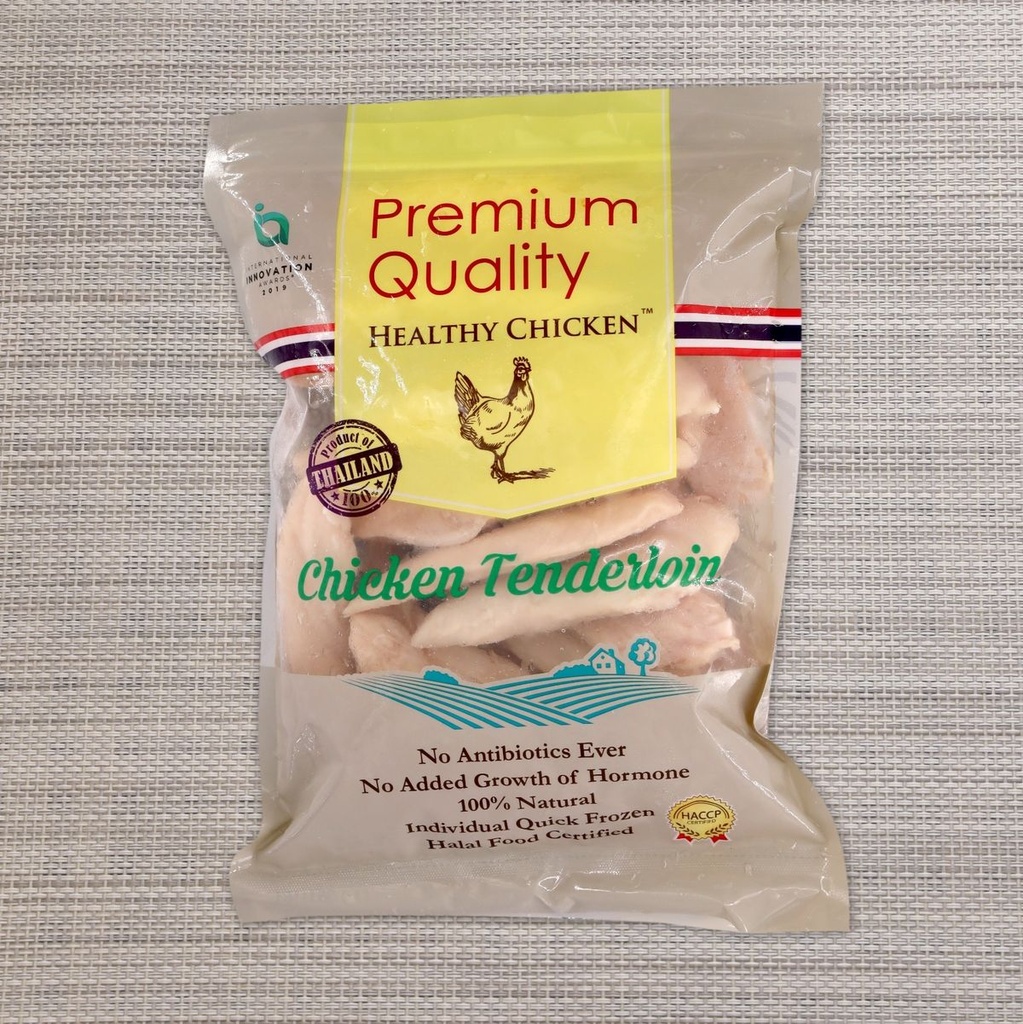 Premium
Quality
HEALTHY CHICKEN™
INTERNATIONAL
INNOVATION
AWARDS®
2019
Product of
THAILAND
100%
Chicken Tenderloin
No Antibiotics Ever
No Added Growth of Hormone
100% Natural
Individual Quick Frozen
Halal Food Certified
HACCP
CERTIFIED